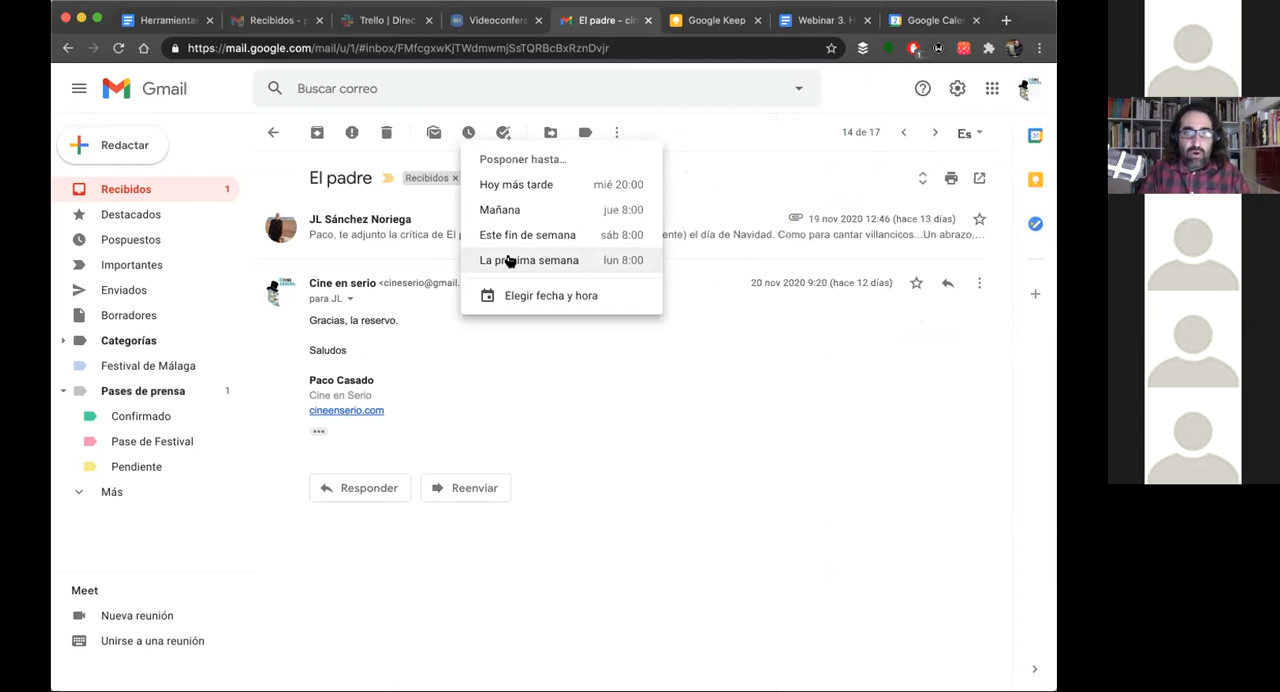 Herramientas
Recibidos - p
Trello | Direc
Videoconfe
El padre - cin
Google Keep
Webinar 3. H
Google Cale
https://mail.google.com/mail/u/1/#inbox/FMfcgxwKjTWdmwmjSsTQRBcBxRznDvjr
1
Gmail
Buscar correo
Redactar
14 de 17
Es
Recibidos 1
Destacados
Pospuestos
Importantes
Enviados
Borradores
Categorías
Festival de Málaga
Pases de prensa 1
Confirmado
Pase de Festival
Pendiente
Más
Meet
Nueva reunión
Unirse a una reunión
El padre
Recibidos ×
Posponer hasta…
Hoy más tarde mié 20:00
Mañana jue 8:00
Este fin de semana sáb 8:00
La próxima semana lun 8:00
Elegir fecha y hora
JL Sánchez Noriega 19 nov 2020 12:46 (hace 13 días)
Paco, te adjunto la crítica de El p ente) el día de Navidad. Como para cantar villancicos...Un abrazo,…
Cine en serio <cineserio@gmail. 20 nov 2020 9:20 (hace 12 días)
para JL
Gracias, la reservo.
Saludos
Paco Casado
Cine en Serio
cineenserio.com
Responder
Reenviar